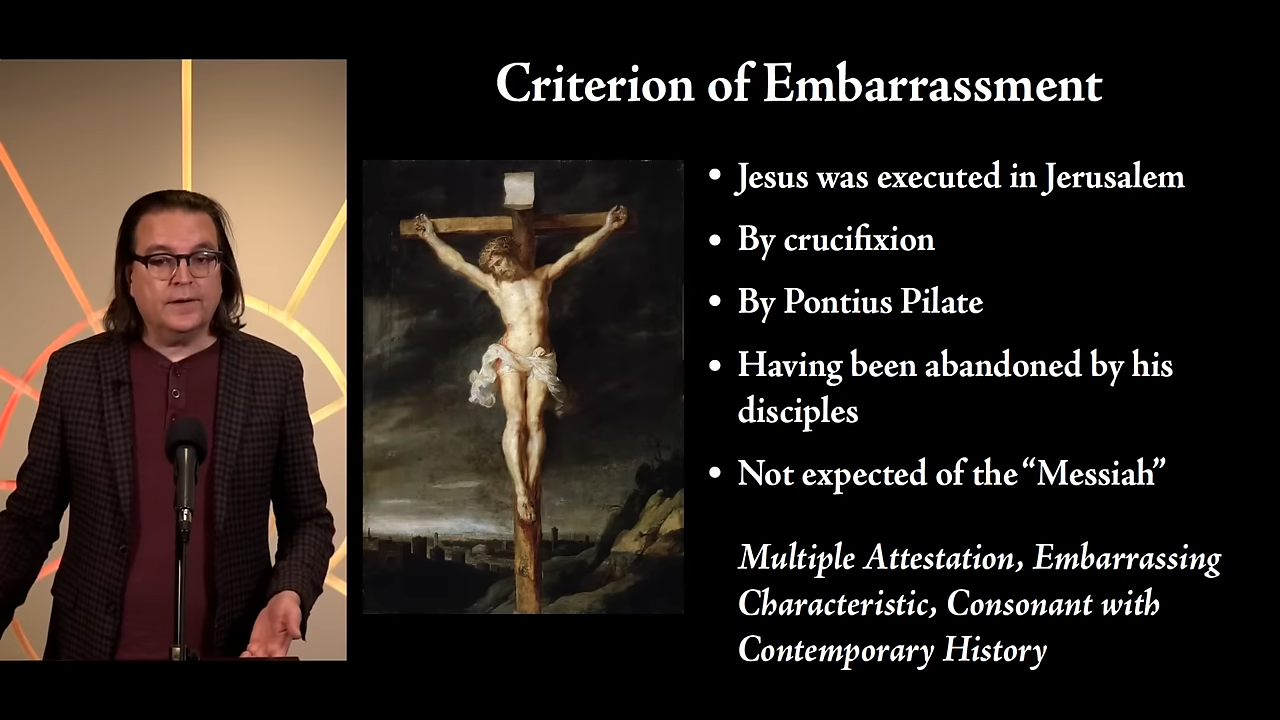 Criterion of Embarrassment
• Jesus was executed in Jerusalem
• By crucifixion
• By Pontius Pilate
• Having been abandoned by his
disciples
• Not expected of the “Messiah”
Multiple Attestation, Embarrassing
Characteristic, Consonant with
Contemporary History